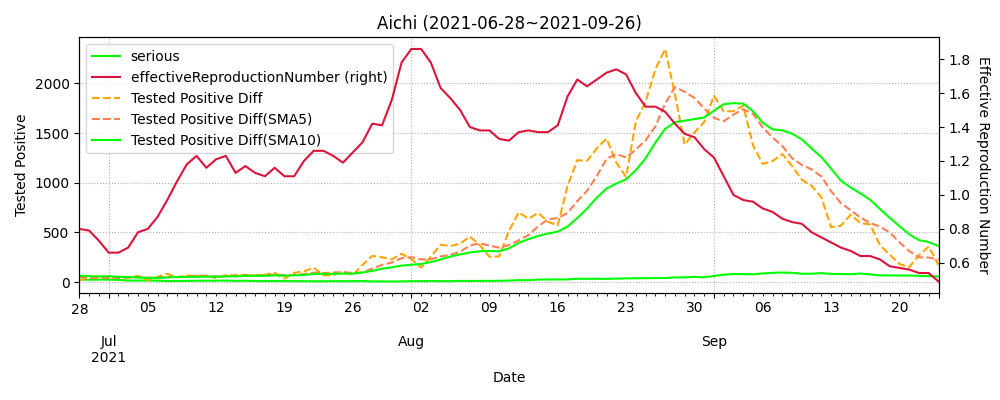 Aichi (2021-06-28~2021-09-26)
serious
effectiveReproductionNumber (right)
Tested Positive Diff
Tested Positive Diff(SMA5)
Tested Positive Diff(SMA10)
Tested Positive
2000
1500
1000
500
0
1.8
1.6
1.4
1.2
1.0
0.8
0.6
Effective Reproduction Number
28 05 12 19 26 02 09 16 23 30 06 13 20
Jul Aug Sep
2021
Date